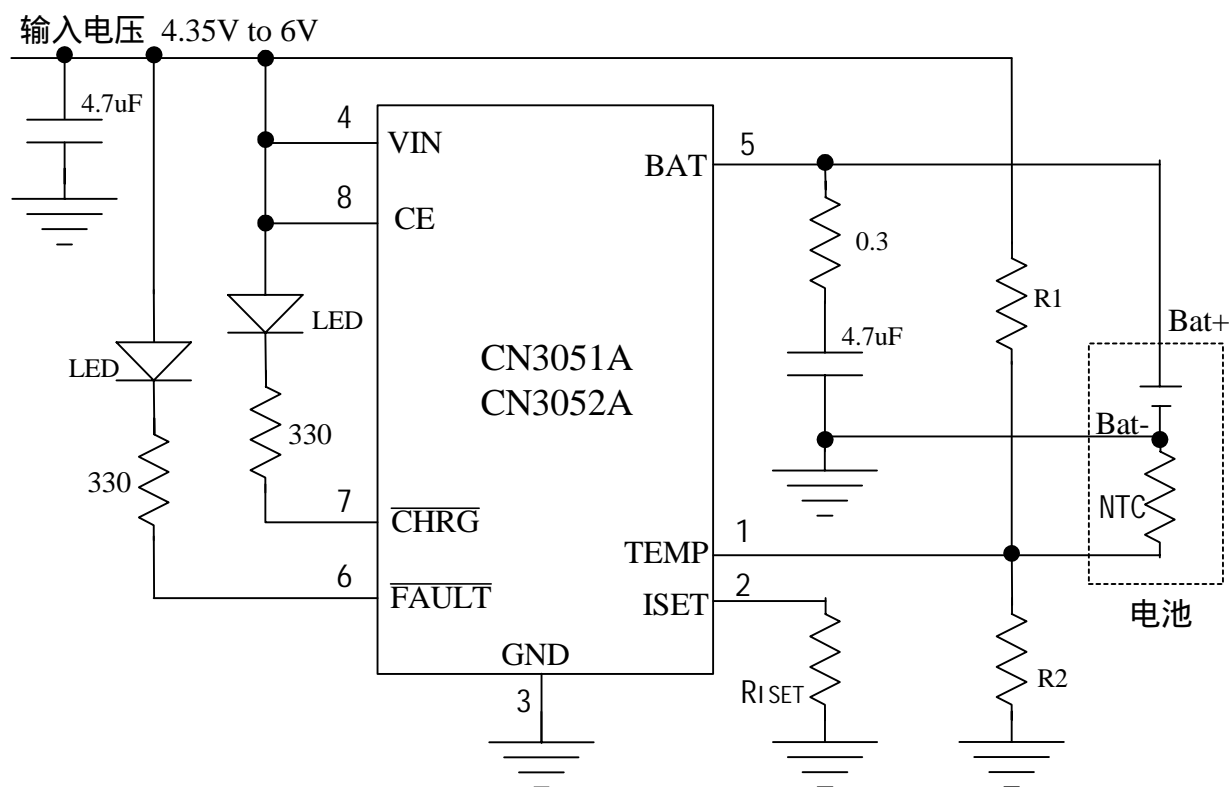 输入电压 4.35V to 6V
4.7uF
4
VIN
8
CE
LED
LED
330
330
7
CHRG
6
FAULT
GND
3
CN3051A
CN3052A
BAT
5
0.3
4.7uF
R1
Bat+
Bat-
NTC
电池
TEMP
1
ISET
2
RISET
R2